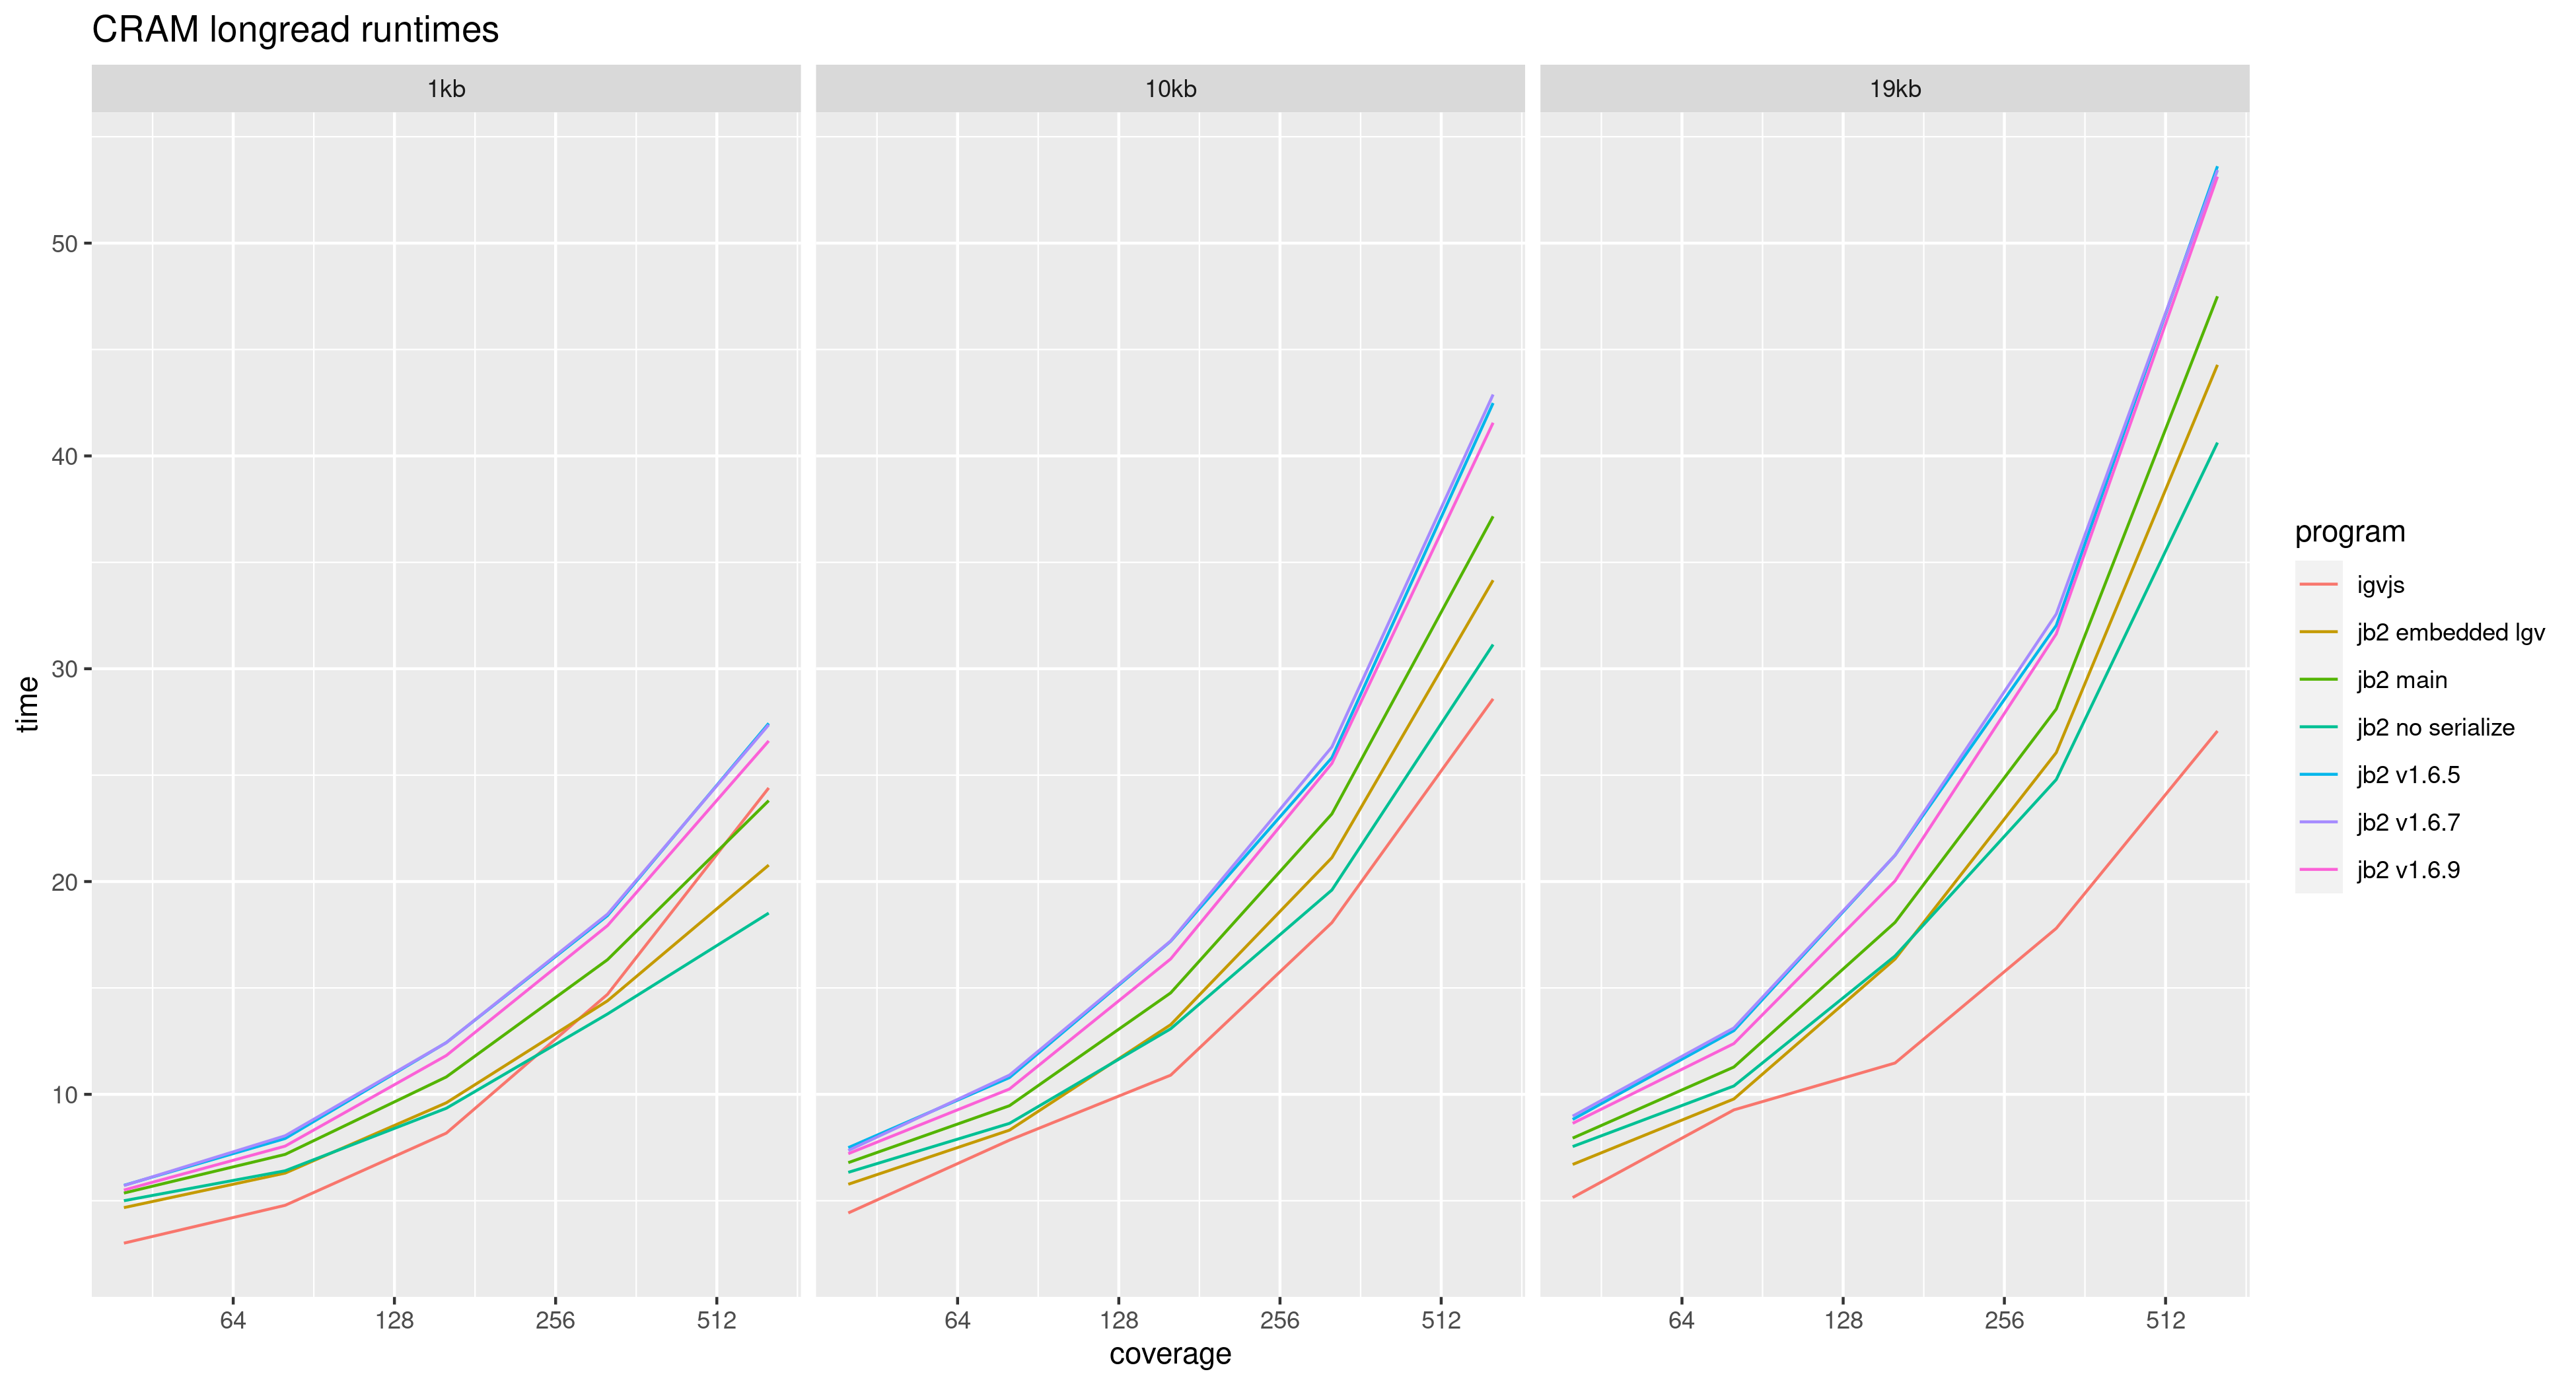 CRAM longread runtimes
1kb
10kb
19kb
time
50
40
30
20
10
64
128
256
512
64
128
256
512
64
128
256
512
coverage
program
igvjs
jb2 embedded lgv
jb2 main
jb2 no serialize
jb2 v1.6.5
jb2 v1.6.7
jb2 v1.6.9